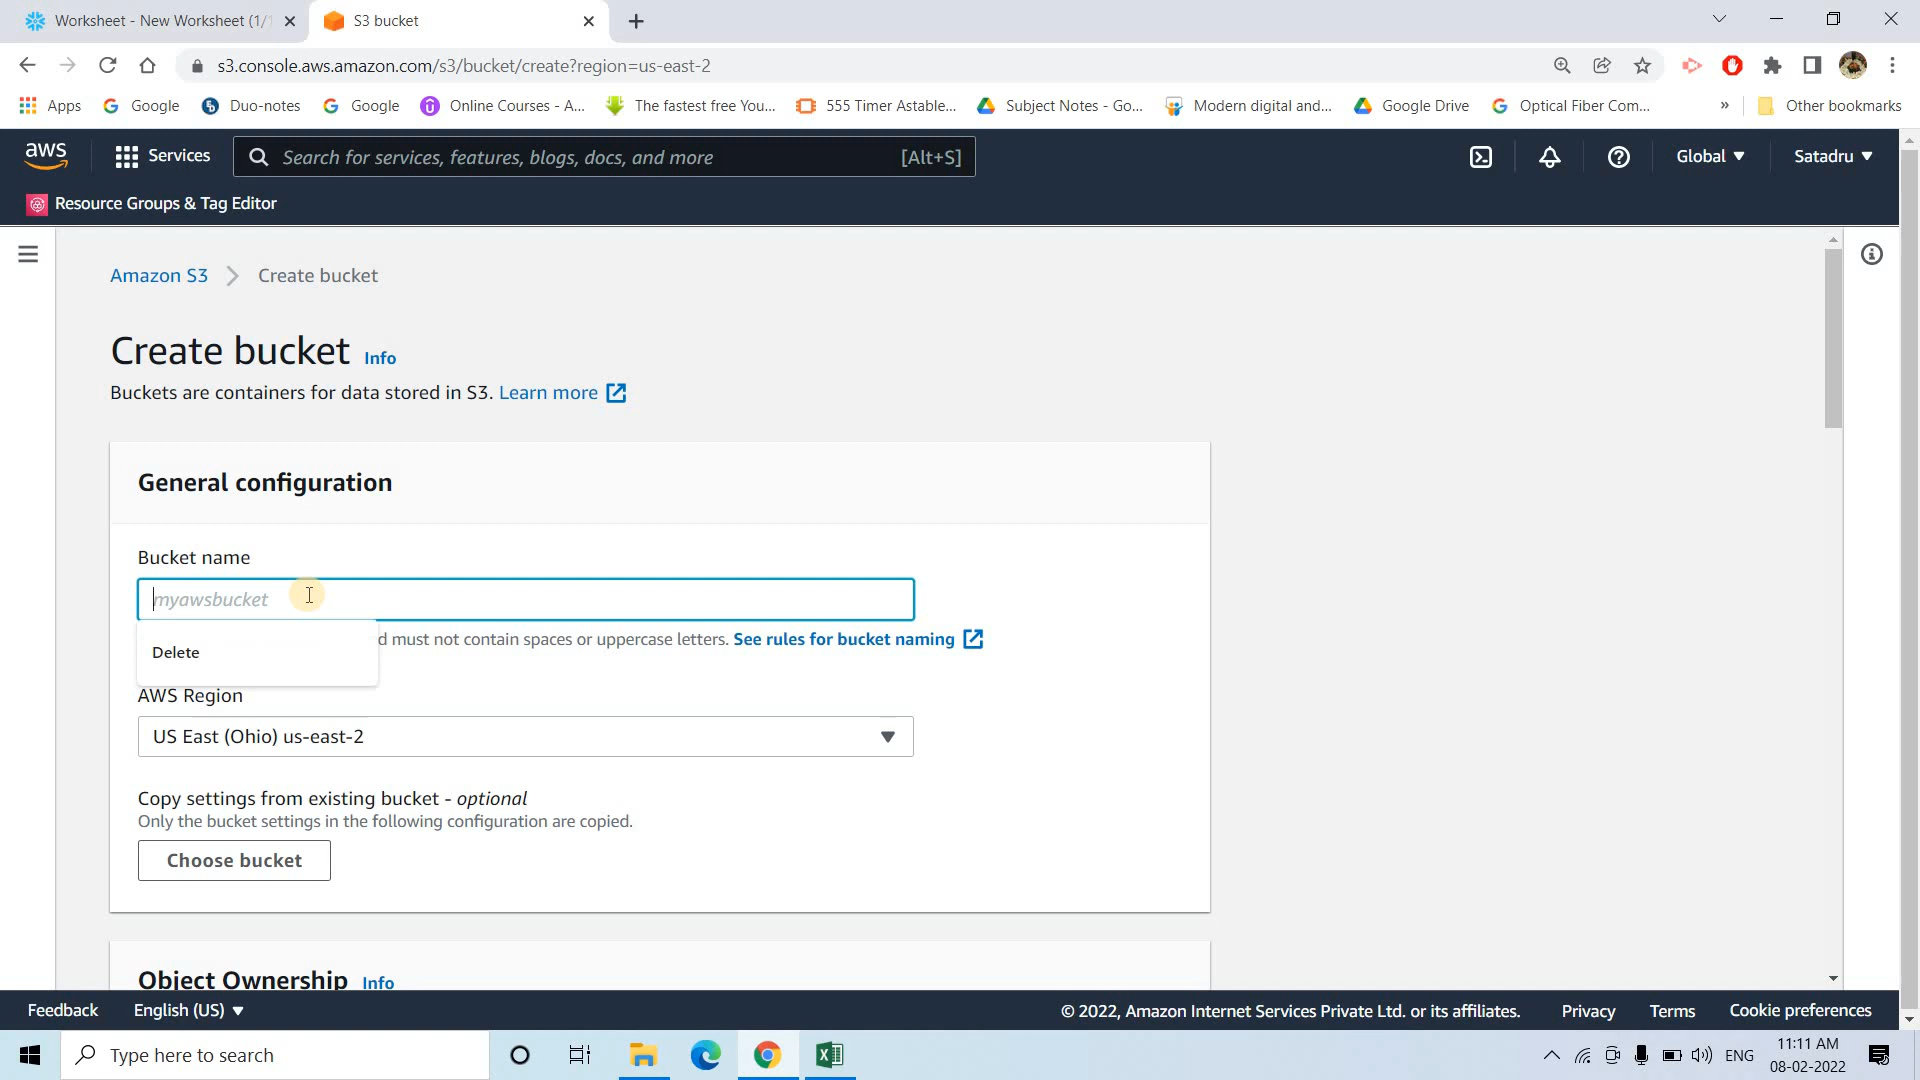 Worksheet - New Worksheet (1/1
S3 bucket
s3.console.aws.amazon.com/s3/bucket/create?region=us-east-2
Apps
Google
Duo-notes
Google
Online Courses - A...
The fastest free You...
555 Timer Astable...
Subject Notes - Go...
Modern digital and...
Google Drive
Optical Fiber Com...
»
Other bookmarks
aws
Services
Search for services, features, blogs, docs, and more
[Alt+S]
Global
Satadru
Resource Groups & Tag Editor
Amazon S3
Create bucket
Create bucket Info
Buckets are containers for data stored in S3. Learn more
General configuration
Bucket name
myawsbucket
d must not contain spaces or uppercase letters. See rules for bucket naming
Delete
AWS Region
US East (Ohio) us-east-2
Copy settings from existing bucket - optional
Only the bucket settings in the following configuration are copied.
Choose bucket
Object Ownership Info
Feedback
English (US)
© 2022, Amazon Internet Services Private Ltd. or its affiliates.
Privacy
Terms
Cookie preferences
Type here to search
ENG
11:11 AM
08-02-2022